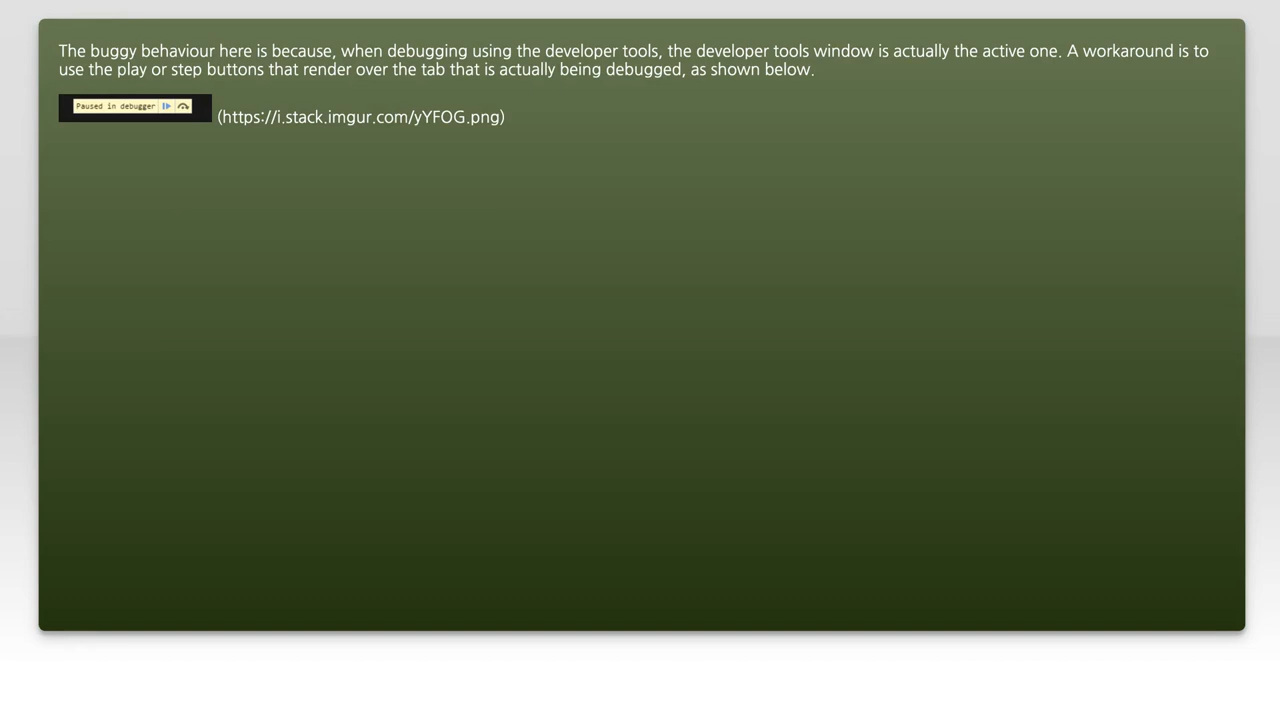 The buggy behaviour here is because, when debugging using the developer tools, the developer tools window is actually the active one. A workaround is to
use the play or step buttons that render over the tab that is actually being debugged, as shown below.
Paused in debugger
(https://i.stack.imgur.com/yYFOG.png)